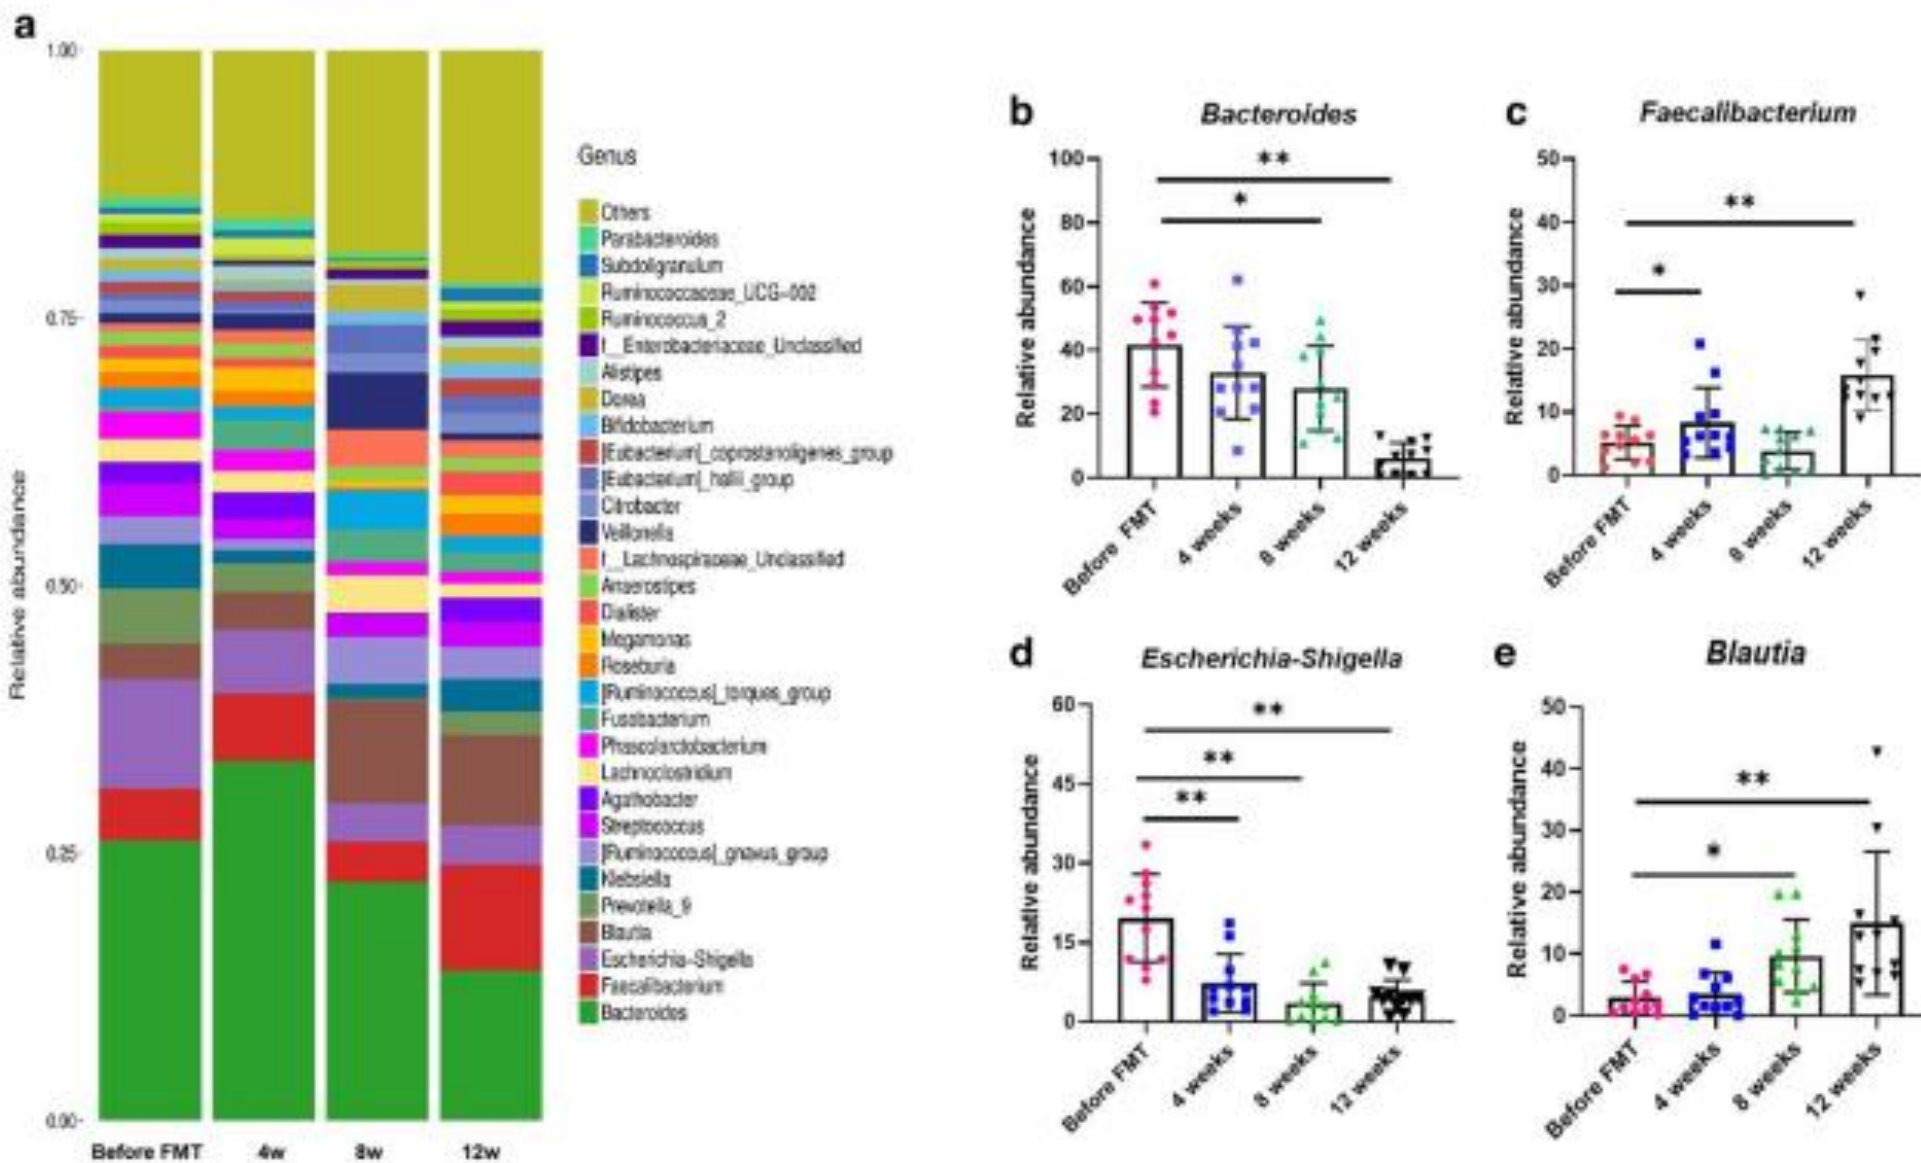 a
1.00
0.75
0.50
0.25
0.00
Relative abundance
Before FMT
4w
8w
12w
Genus
Others
Parabacteroides
Subdoligranulum
Ruminococcaceae_UCG-002
Ruminococcus_2
f__Enterobacteriaceae_Unclassified
Alistipes
Dorea
Bifidobacterium
[Eubacterium]_coprostanoligenes_group
[Eubacterium]_hallii_group
Citrobacter
Veillonella
f__Lachnospiraceae_Unclassified
Anaerostipes
Dialister
Megamonas
Roseburia
[Ruminococcus]_torques_group
Fusobacterium
Phascolarctobacterium
Lachnoclostridium
Agathobacter
Streptococcus
[Ruminococcus]_gnavus_group
Klebsiella
Prevotella_9
Blautia
Escherichia-Shigella
Faecalibacterium
Bacteroides
b
Bacteroides
Relative abundance
100
80
60
40
20
0
**
*
Before FMT
4 weeks
8 weeks
12 weeks
c
Faecalibacterium
Relative abundance
50
40
30
20
10
0
**
*
Before FMT
4 weeks
8 weeks
12 weeks
d
Escherichia-Shigella
Relative abundance
60
45
30
15
0
**
**
**
Before FMT
4 weeks
8 weeks
12 weeks
e
Blautia
Relative abundance
50
40
30
20
10
0
**
*
Before FMT
4 weeks
8 weeks
12 weeks